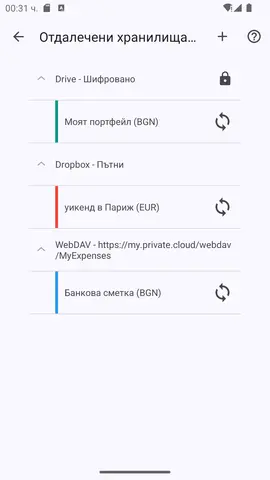 00:31 ч.
Отдалечени хранилища…
Drive - Шифровано
Моят портфейл (BGN)
Dropbox - Пътни
уикенд в Париж (EUR)
WebDAV - https://my.private.cloud/webdav
/MyExpenses
Банкова сметка (BGN)